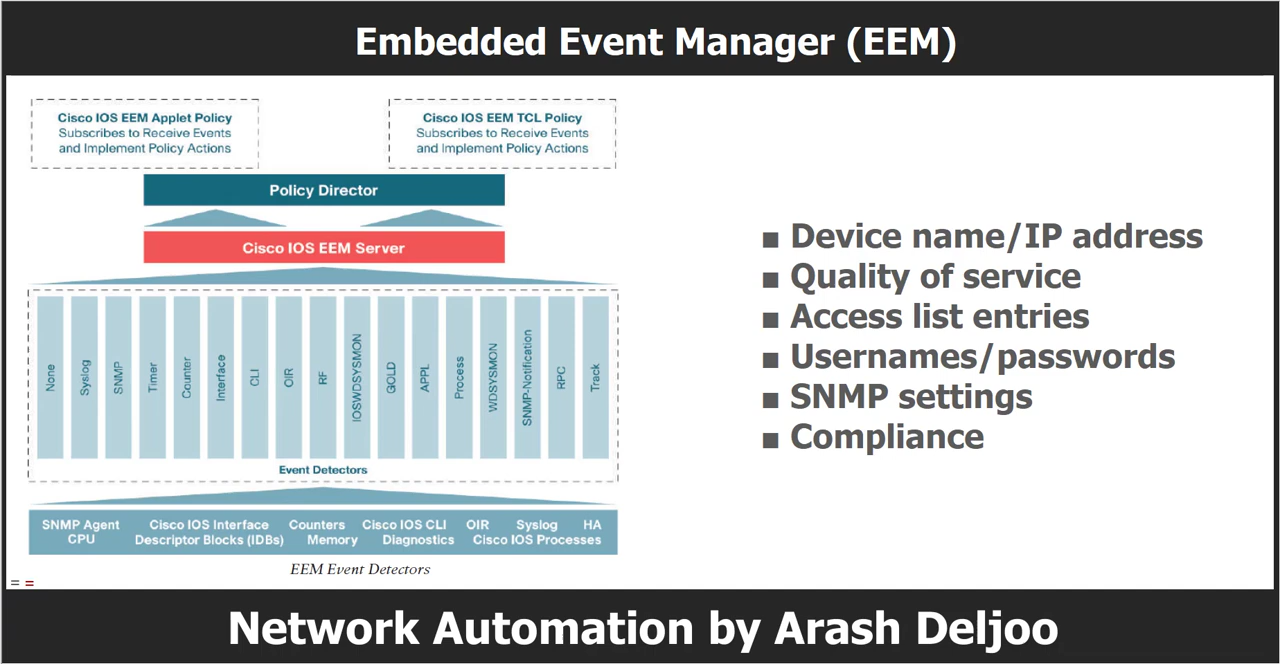 Embedded Event Manager (EEM)
Cisco IOS EEM Applet Policy
Subscribes to Receive Events
and Implement Policy Actions
Cisco IOS EEM TCL Policy
Subscribes to Receive Events
and Implement Policy Actions
Policy Director
Cisco IOS EEM Server
None
Syslog
SNMP
Timer
Counter
Interface
CLI
OIR
RF
IOSWDSYSMON
GOLD
APPL
Process
WDSYSMON
SNMP-Notification
RPC
Track
Event Detectors
SNMP Agent
CPU
Cisco IOS Interface
Descriptor Blocks (IDBs)
Counters
Memory
Cisco IOS CLI
Diagnostics
OIR
Syslog
HA
Cisco IOS Processes
EEM Event Detectors
■ Device name/IP address
■ Quality of service
■ Access list entries
■ Usernames/passwords
■ SNMP settings
■ Compliance
Network Automation by Arash Deljoo